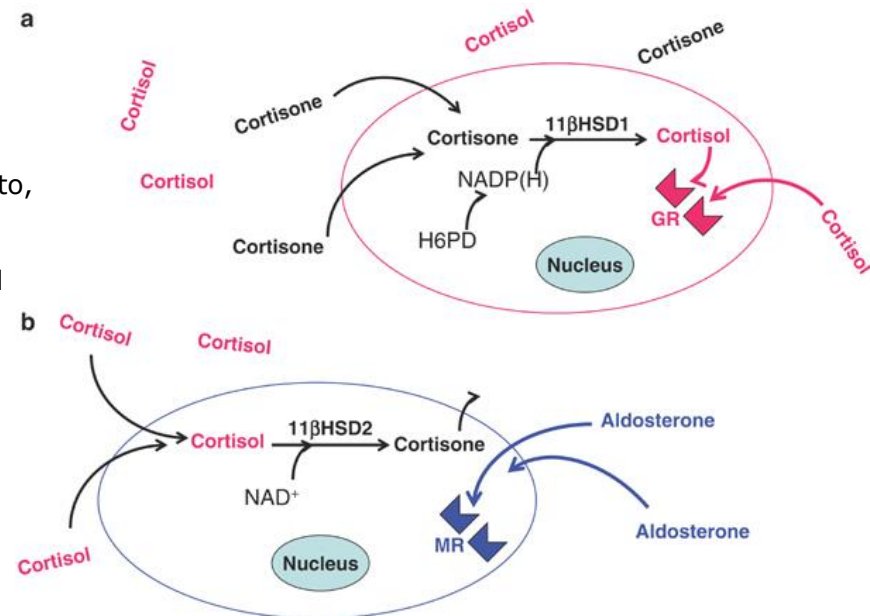 a
Cortisol
Cortisone
Cortisol
Cortisone
11βHSD1
Cortisone
Cortisol
to,
Cortisol
NADP(H)
GR
H6PD
Cortisol
Cortisone
Nucleus
b
Cortisol
Cortisol
11βHSD2
Aldosterone
Cortisol
Cortisone
NAD+
Aldosterone
MR
Cortisol
Nucleus